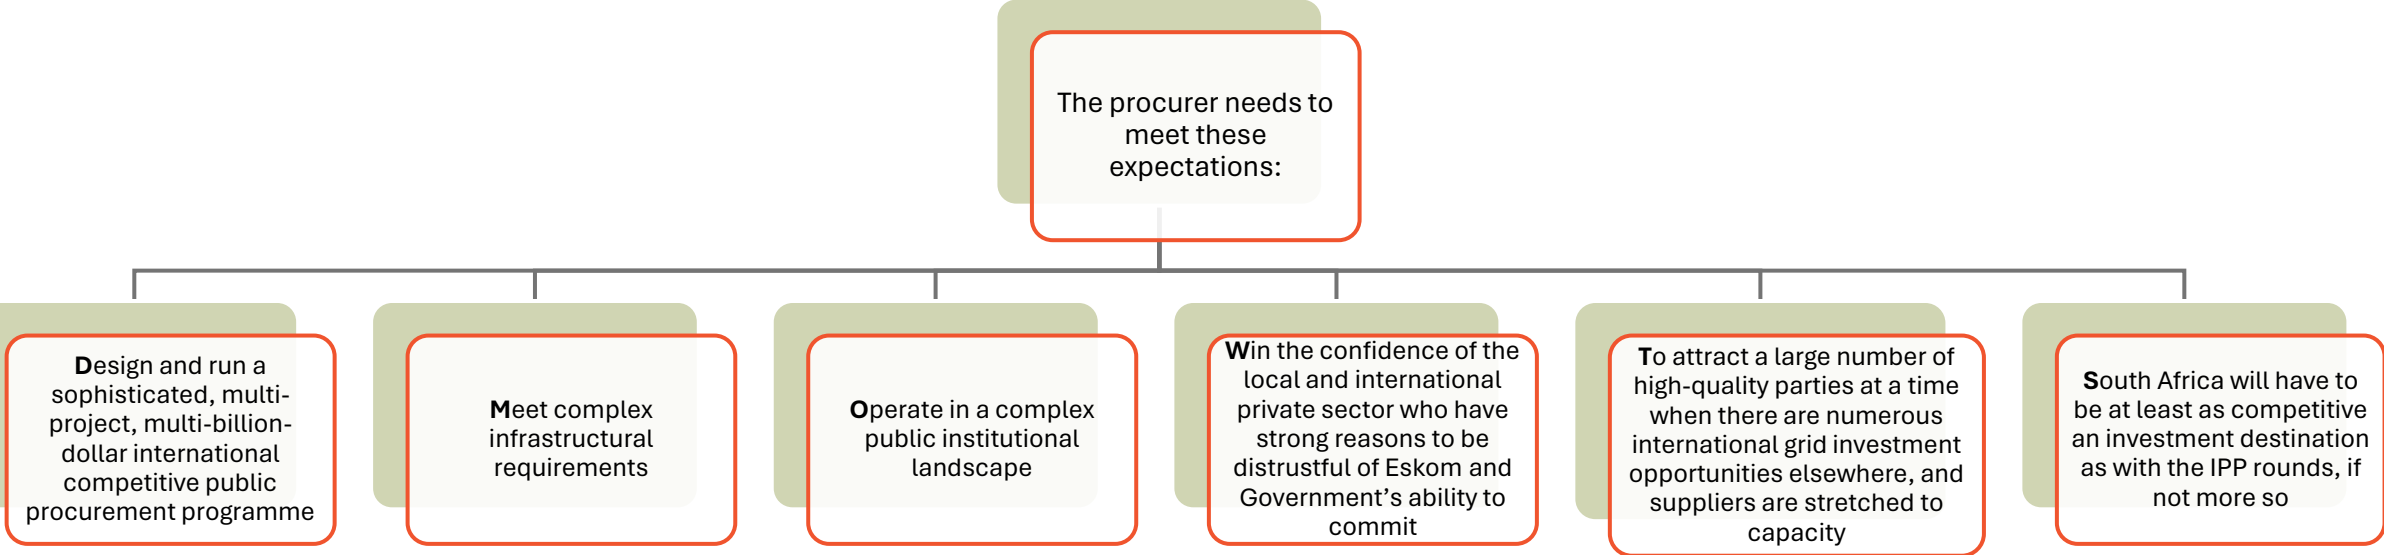 The procurer needs to
meet these
expectations:
Design and run a
sophisticated, multi-
project, multi-billion-
dollar international
competitive public
procurement programme
Meet complex
infrastructural
requirements
Operate in a complex
public institutional
landscape
Win the confidence of the
local and international
private sector who have
strong reasons to be
distrustful of Eskom and
Government’s ability to
commit
To attract a large number of
high-quality parties at a time
when there are numerous
international grid investment
opportunities elsewhere, and
suppliers are stretched to
capacity
South Africa will have to
be at least as competitive
an investment destination
as with the IPP rounds, if
not more so